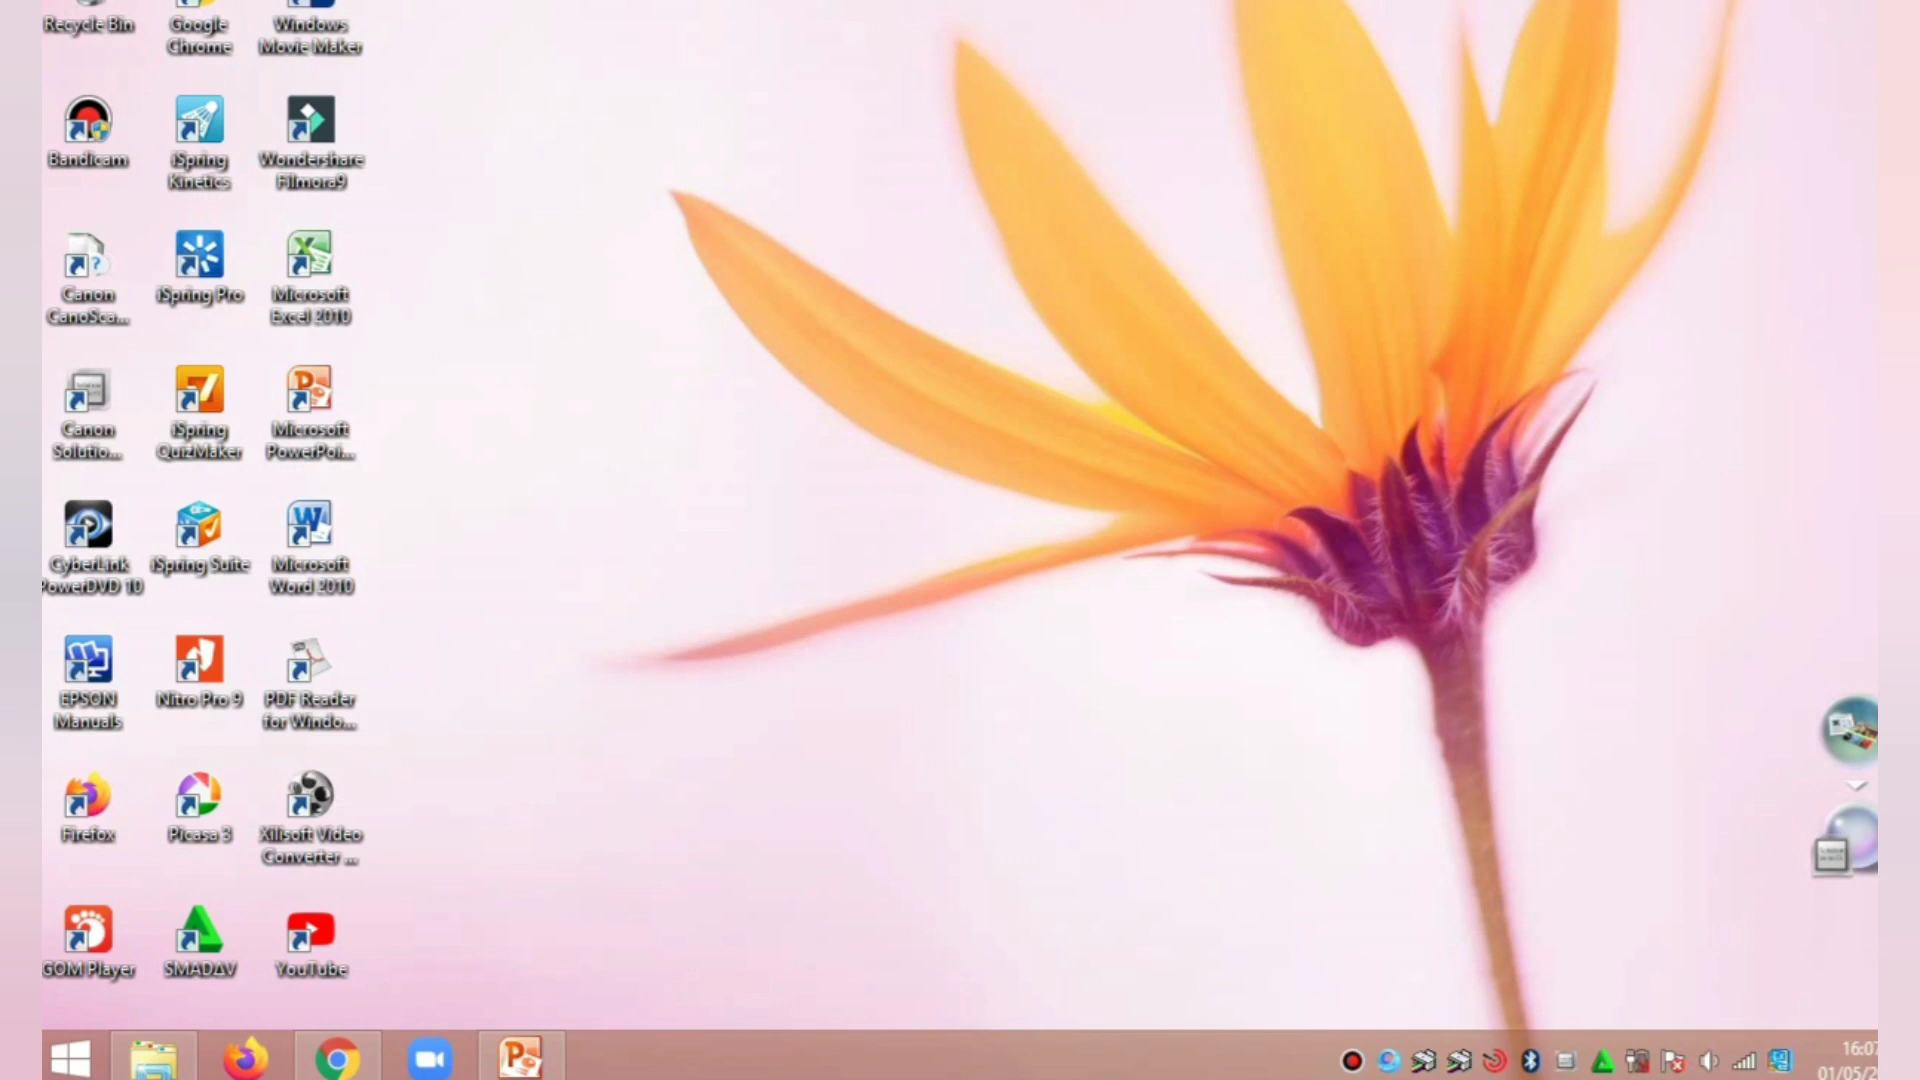 Recycle Bin
Google
Chrome
Windows
Movie Maker
Bandicam
iSpring
Kinetics
Wondershare
Filmora9
Canon
CanoSca...
iSpring Pro
Microsoft
Excel 2010
Canon
Solutio...
iSpring
QuizMaker
Microsoft
PowerPoi...
CyberLink
PowerDVD 10
iSpring Suite
Microsoft
Word 2010
EPSON
Manuals
Nitro Pro 9
PDF Reader
for Windo...
Firefox
Picasa 3
Xilisoft Video
Converter ...
GOM Player
SMADAV
YouTube
16:07
01/05/2